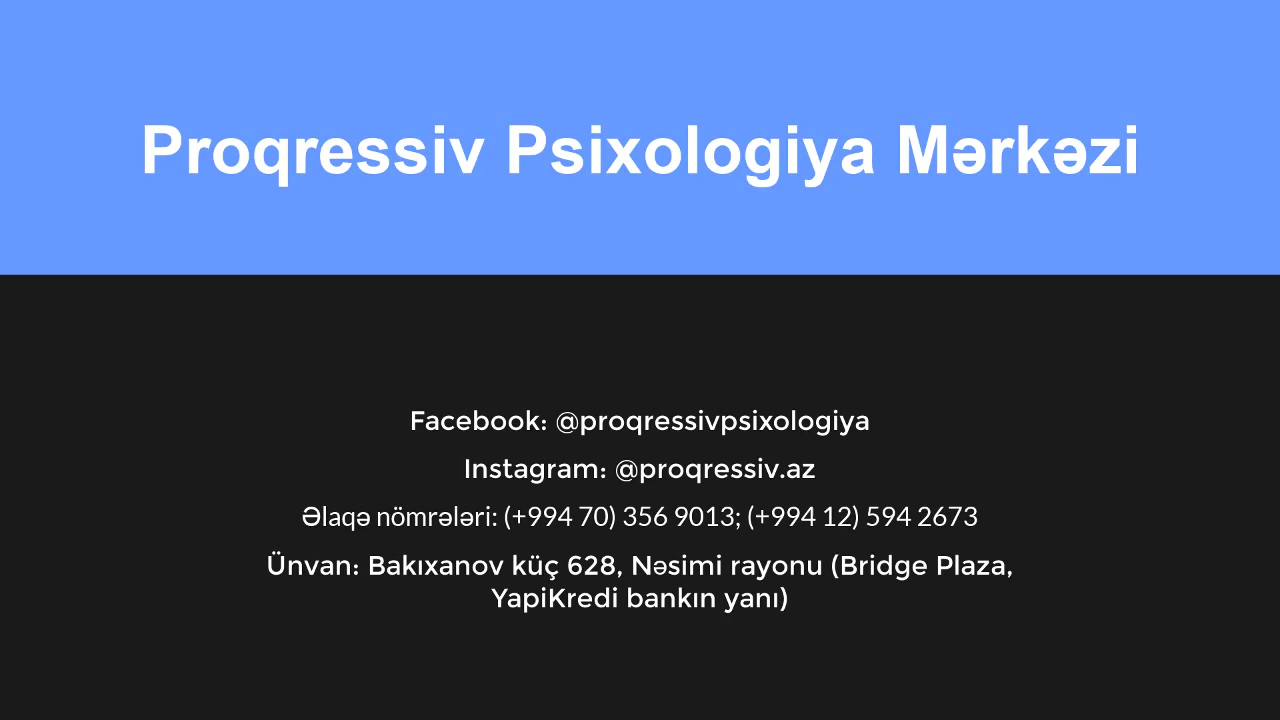 Proqressiv Psixologiya Mərkəzi
Facebook: @proqressivpsixologiya
Instagram: @proqressiv.az
Əlaqə nömrələri: (+994 70) 356 9013; (+994 12) 594 2673
Ünvan: Bakıxanov küç 628, Nəsimi rayonu (Bridge Plaza,
YapiKredi bankın yanı)